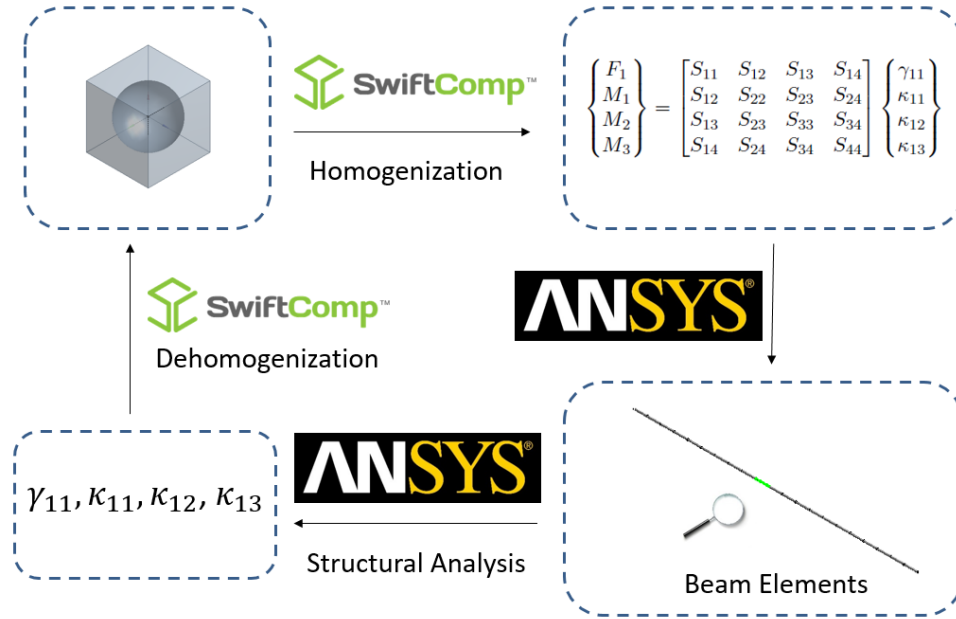 SwiftComp™
Homogenization
{F₁ M₁ M₂ M₃} = [S₁₁ S₁₂ S₁₃ S₁₄; S₁₂ S₂₂ S₂₃ S₂₄; S₁₃ S₂₃ S₃₃ S₃₄; S₁₄ S₂₄ S₃₄ S₄₄] {γ₁₁ κ₁₁ κ₁₂ κ₁₃}
ANSYS®
Beam Elements
ANSYS®
Structural Analysis
γ₁₁, κ₁₁, κ₁₂, κ₁₃
SwiftComp™
Dehomogenization